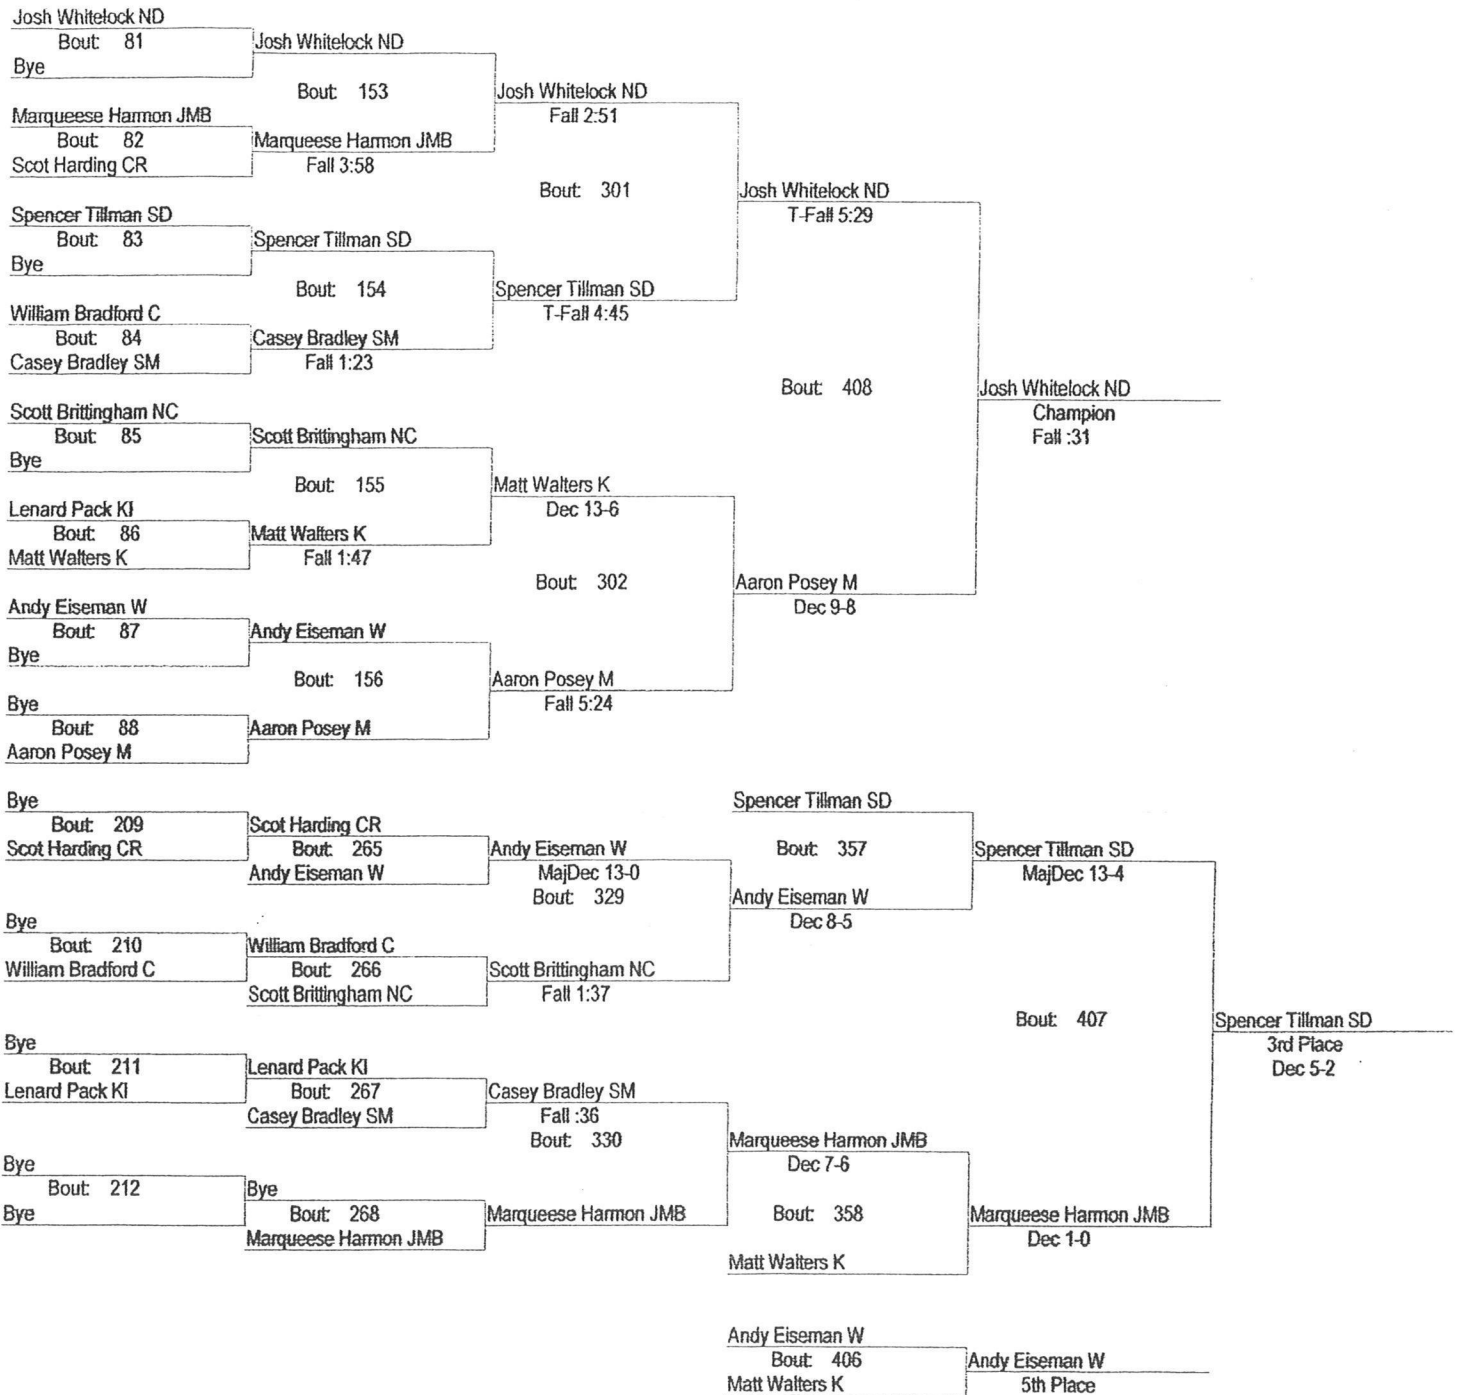 Josh Whitelock ND
Bout: 81
Bye
Josh Whitelock ND
Bout: 153
Marqueese Harmon JMB
Bout: 82
Scot Harding CR
Marqueese Harmon JMB
Fall 3:58
Josh Whitelock ND
Fall 2:51
Bout: 301
Spencer Tillman SD
Bout: 83
Bye
Spencer Tillman SD
Bout: 154
William Bradford C
Bout: 84
Casey Bradley SM
Casey Bradley SM
Fall 1:23
Spencer Tillman SD
T-Fall 4:45
Josh Whitelock ND
T-Fall 5:29
Bout: 408
Scott Brittingham NC
Bout: 85
Bye
Scott Brittingham NC
Bout: 155
Lenard Pack KI
Bout: 86
Matt Walters K
Matt Walters K
Fall 1:47
Matt Walters K
Dec 13-6
Bout: 302
Andy Eiseman W
Bout: 87
Bye
Andy Eiseman W
Bout: 156
Bye
Bout: 88
Aaron Posey M
Aaron Posey M
Aaron Posey M
Fall 5:24
Aaron Posey M
Dec 9-8
Josh Whitelock ND
Champion
Fall :31
Bye
Bout: 209
Scot Harding CR
Scot Harding CR
Bout: 265
Andy Eiseman W
Andy Eiseman W
MajDec 13-0
Bout: 329
Bye
Bout: 210
William Bradford C
William Bradford C
Bout: 266
Scott Brittingham NC
Scott Brittingham NC
Fall 1:37
Spencer Tillman SD
Bout: 357
Andy Eiseman W
Dec 8-5
Spencer Tillman SD
MajDec 13-4
Bout: 407
Bye
Bout: 211
Lenard Pack KI
Lenard Pack KI
Bout: 267
Casey Bradley SM
Casey Bradley SM
Fall :36
Bout: 330
Bye
Bout: 212
Bye
Bye
Bout: 268
Marqueese Harmon JMB
Marqueese Harmon JMB
Marqueese Harmon JMB
Dec 7-6
Bout: 358
Matt Walters K
Marqueese Harmon JMB
Dec 1-0
Spencer Tillman SD
3rd Place
Dec 5-2
Andy Eiseman W
Bout: 406
Matt Walters K
Andy Eiseman W
5th Place